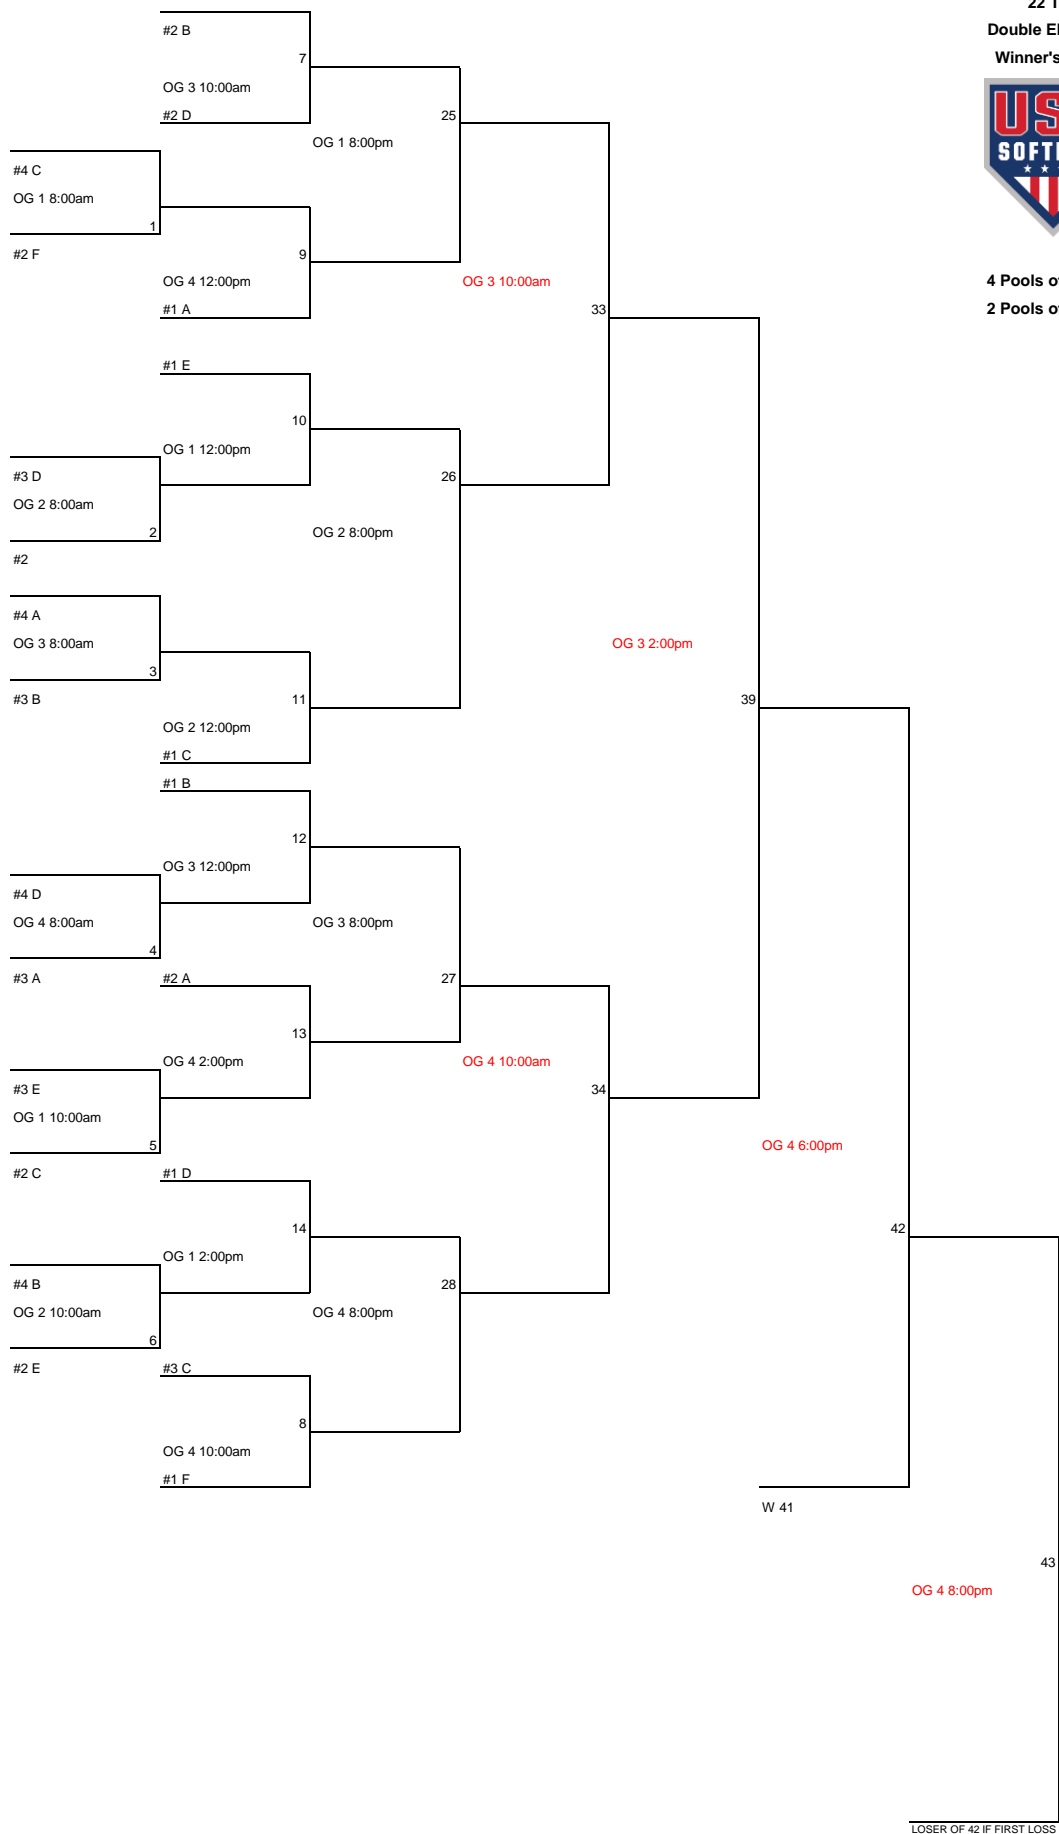 22 T
#2 B
Double El
7
Winner's
OG 3 10:00am
#2 D
25
OG 1 8:00pm
US
SOFT
#4 C
OG 1 8:00am
1
#2 F
9
OG 4 12:00pm
OG 3 10:00am
4 Pools o
#1 A
33
2 Pools o
#1 E
10
OG 1 12:00pm
#3 D
26
OG 2 8:00am
2
OG 2 8:00pm
#2
#4 A
OG 3 8:00am
OG 3 2:00pm
3
#3 B
11
39
OG 2 12:00pm
#1 C
#1 B
12
OG 3 12:00pm
#4 D
OG 4 8:00am
OG 3 8:00pm
4
#3 A
#2 A
27
13
OG 4 2:00pm
OG 4 10:00am
#3 E
34
OG 1 10:00am
5
OG 4 6:00pm
#2 C
#1 D
14
42
OG 1 2:00pm
#4 B
28
OG 2 10:00am
OG 4 8:00pm
6
#2 E
#3 C
8
OG 4 10:00am
#1 F
W 41
43
OG 4 8:00pm
LOSER OF 42 IF FIRST LOSS